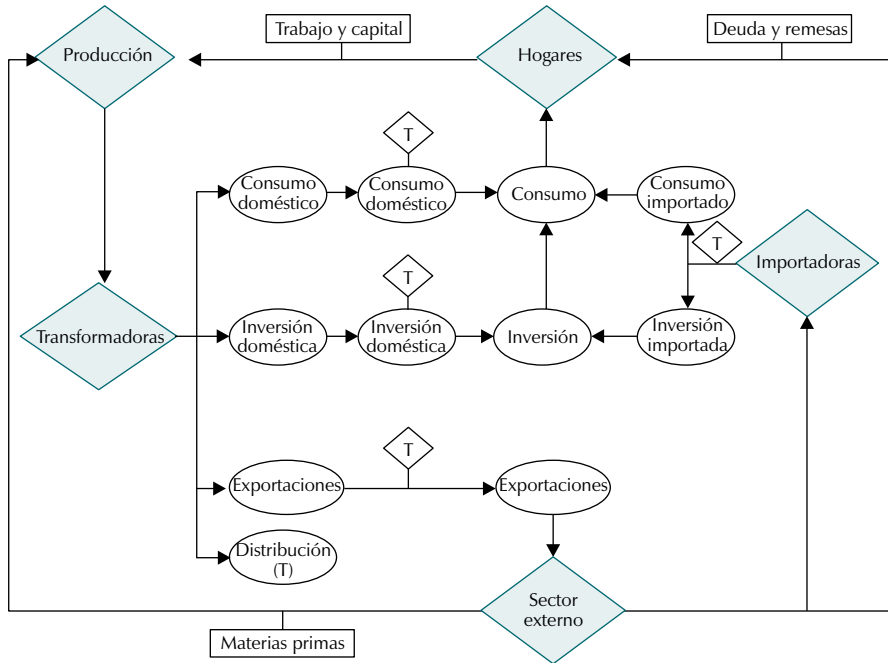 Trabajo y capital
Deuda y remesas
Producción
Hogares
T
Consumo
doméstico
Consumo
doméstico
Consumo
Consumo
importado
T
Importadoras
T
Transformadoras
Inversión
doméstica
Inversión
doméstica
Inversión
Inversión
importada
T
Exportaciones
Exportaciones
Distribución
(T)
Sector
externo
Materias primas